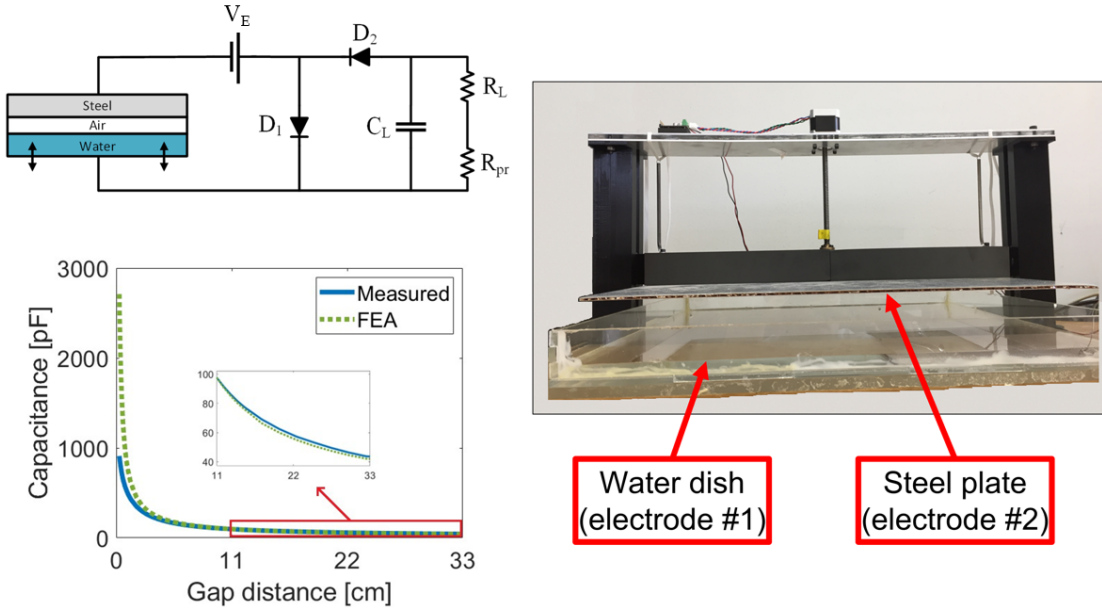 V_E
D_2
Steel
Air
Water
D_1
C_L
R_L
R_pr
3000
2000
1000
0
Capacitance [pF]
Measured
FEA
100
80
60
40
11
22
33
0
11
22
33
Gap distance [cm]
Water dish
(electrode #1)
Steel plate
(electrode #2)